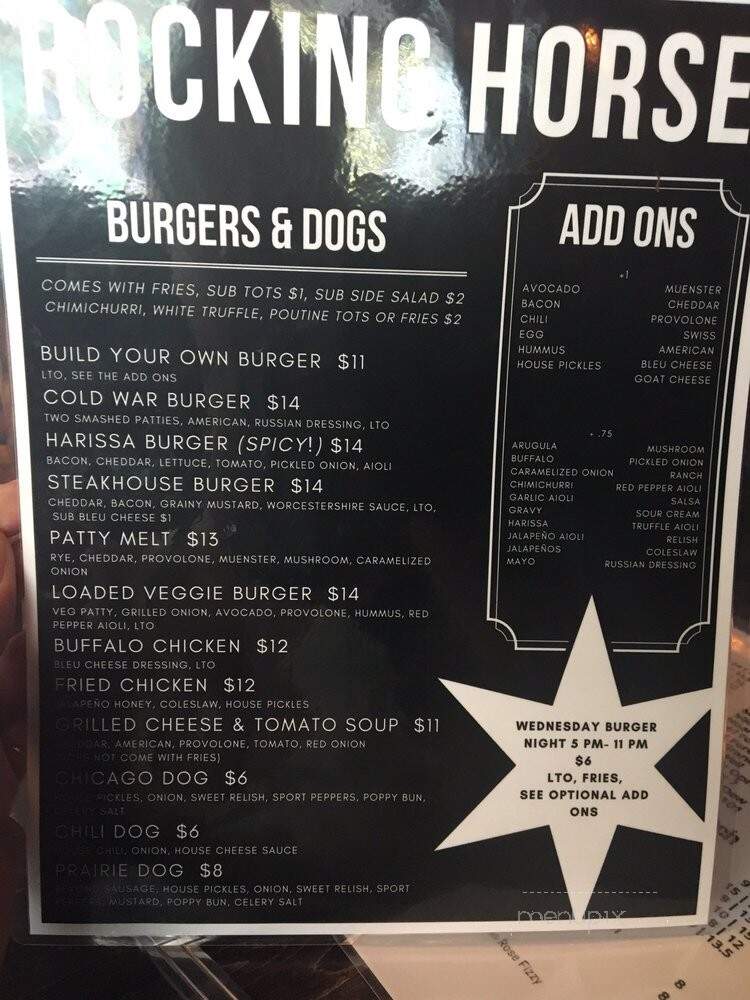 ROCKING HORSE
BURGERS & DOGS
COMES WITH FRIES, SUB TOTS $1, SUB SIDE SALAD $2
CHIMICHURRI, WHITE TRUFFLE, POUTINE TOTS OR FRIES $2
BUILD YOUR OWN BURGER $11
LTO, SEE THE ADD ONS
COLD WAR BURGER $14
TWO SMASHED PATTIES, AMERICAN, RUSSIAN DRESSING, LTO
HARISSA BURGER (SPICY!) $14
BACON, CHEDDAR, LETTUCE, TOMATO, PICKLED ONION, AIOLI
STEAKHOUSE BURGER $14
CHEDDAR, BACON, GRAINY MUSTARD, WORCESTERSHIRE SAUCE, LTO,
SUB BLEU CHEESE $1
PATTY MELT $13
RYE, CHEDDAR, PROVOLONE, MUENSTER, MUSHROOM, CARAMELIZED
ONION
LOADED VEGGIE BURGER $14
VEG PATTY, GRILLED ONION, AVOCADO, PROVOLONE, HUMMUS, RED
PEPPER AIOLI, LTO
BUFFALO CHICKEN $12
BLEU CHEESE DRESSING, LTO
FRIED CHICKEN $12
JALAPEÑO HONEY, COLESLAW, HOUSE PICKLES
GRILLED CHEESE & TOMATO SOUP $11
CHEDDAR, AMERICAN, PROVOLONE, TOMATO, RED ONION
NOT COME WITH FRIES)
CHICAGO DOG $6
PICKLES, ONION, SWEET RELISH, SPORT PEPPERS, POPPY BUN,
CELERY SALT
CHILI DOG $6
HOUSE CHILI, ONION, HOUSE CHEESE SAUCE
PRAIRIE DOG $8
BEYOND SAUSAGE, HOUSE PICKLES, ONION, SWEET RELISH, SPORT
PEPPERS, MUSTARD, POPPY BUN, CELERY SALT
ADD ONS
+1
AVOCADO
BACON
CHILI
EGG
HUMMUS
HOUSE PICKLES
MUENSTER
CHEDDAR
PROVOLONE
SWISS
AMERICAN
BLEU CHEESE
GOAT CHEESE
+ .75
ARUGULA
BUFFALO
CARAMELIZED ONION
CHIMICHURRI
GARLIC AIOLI
GRAVY
HARISSA
JALAPEÑO AIOLI
JALAPEÑOS
MAYO
MUSHROOM
PICKLED ONION
RANCH
RED PEPPER AIOLI
SALSA
SOUR CREAM
TRUFFLE AIOLI
RELISH
COLESLAW
RUSSIAN DRESSING
WEDNESDAY BURGER
NIGHT 5 PM- 11 PM
$6
LTO, FRIES,
SEE OPTIONAL ADD
ONS
menupix
Rose Fizzy